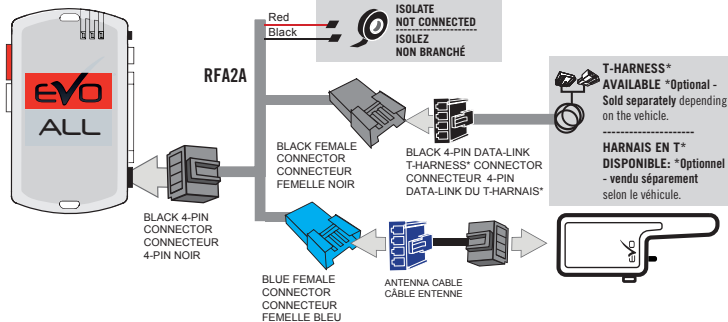 Red
Black
ISOLATE
NOT CONNECTED
ISOLEZ
NON BRANCHÉ
RFA2A
EVO
ALL
BLACK 4-PIN
CONNECTOR
CONNECTEUR
4-PIN NOIR
BLACK FEMALE
CONNECTOR
CONNECTEUR
FEMELLE NOIR
BLACK 4-PIN DATA-LINK
T-HARNESS* CONNECTOR
CONNECTEUR 4-PIN
DATA-LINK DU T-HARNAIS*
T-HARNESS*
AVAILABLE *Optional -
Sold separately depending
on the vehicle.
HARNAIS EN T*
DISPONIBLE: *Optionnel
- vendu séparement
selon le véhicule.
BLUE FEMALE
CONNECTOR
CONNECTEUR
FEMELLE BLEU
ANTENNA CABLE
CÂBLE ENTENNE
EVO